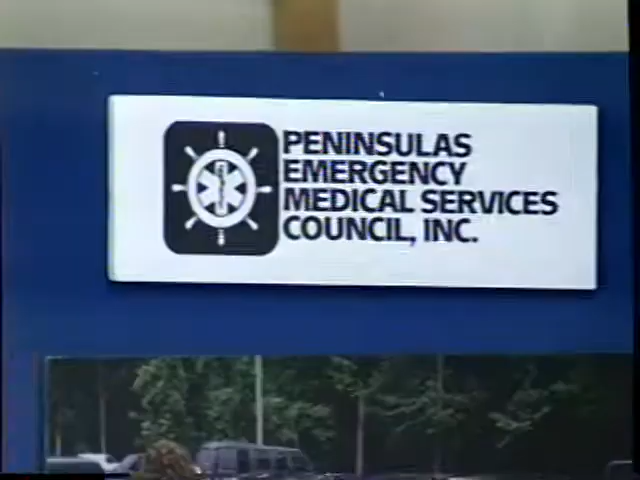 PENINSULAS
EMERGENCY
MEDICAL SERVICES
COUNCIL, INC.